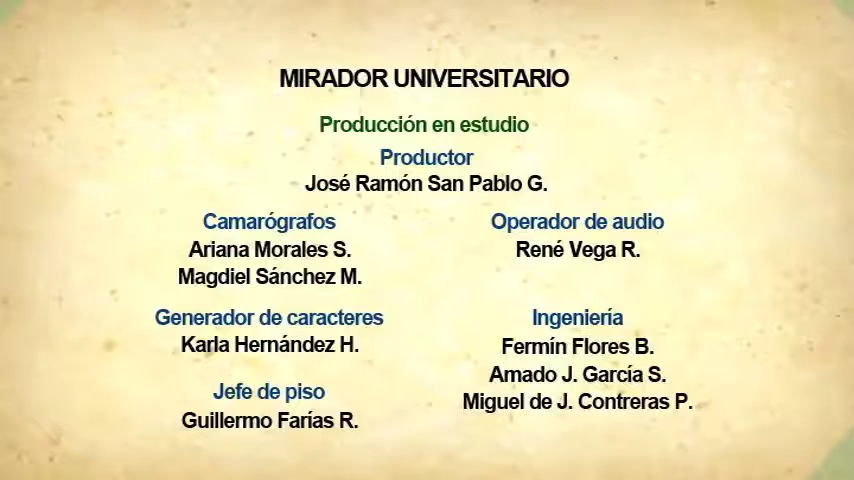 MIRADOR UNIVERSITARIO
Producción en estudio
Productor
José Ramón San Pablo G.
Camarógrafos
Ariana Morales S.
Magdiel Sánchez M.
Operador de audio
René Vega R.
Generador de caracteres
Karla Hernández H.
Ingeniería
Fermín Flores B.
Amado J. García S.
Miguel de J. Contreras P.
Jefe de piso
Guillermo Farías R.